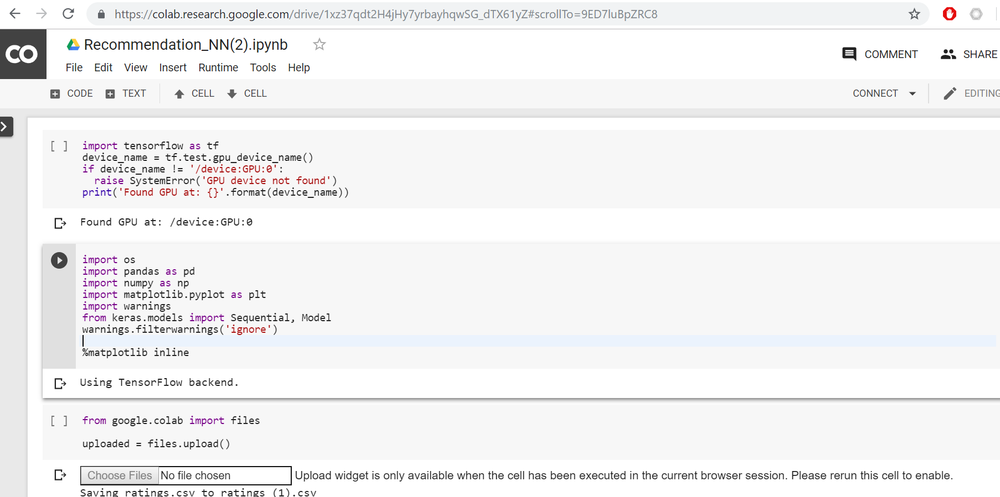 https://colab.research.google.com/drive/1xz37qdt2H4jHy7yrbayhqwSG_dTX61yZ#scrollTo=9ED7luBpZRC8
CO
Recommendation_NN(2).ipynb
COMMENT SHARE
File Edit View Insert Runtime Tools Help
CODE TEXT CELL CELL CONNECT EDITING
[ ] import tensorflow as tf
device_name = tf.test.gpu_device_name()
if device_name != '/device:GPU:0':
  raise SystemError('GPU device not found')
print('Found GPU at: {}'.format(device_name))
Found GPU at: /device:GPU:0
import os
import pandas as pd
import numpy as np
import matplotlib.pyplot as plt
import warnings
from keras.models import Sequential, Model
warnings.filterwarnings('ignore')
%matplotlib inline
Using TensorFlow backend.
[ ] from google.colab import files
uploaded = files.upload()
Choose Files No file chosen Upload widget is only available when the cell has been executed in the current browser session. Please rerun this cell to enable.
Saving ratings.csv to ratings (1).csv